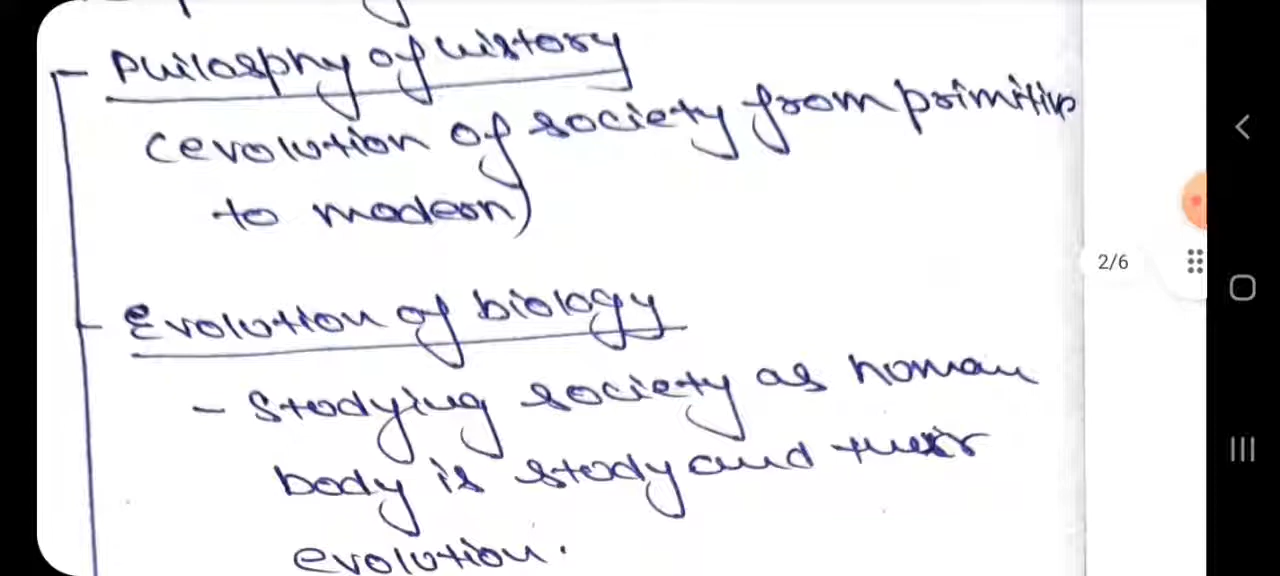 Philosphy of history
(evolution of society from primitive
to modern)
2/6
Evolution of biology
- studying society as human
body is study and their
evolution.